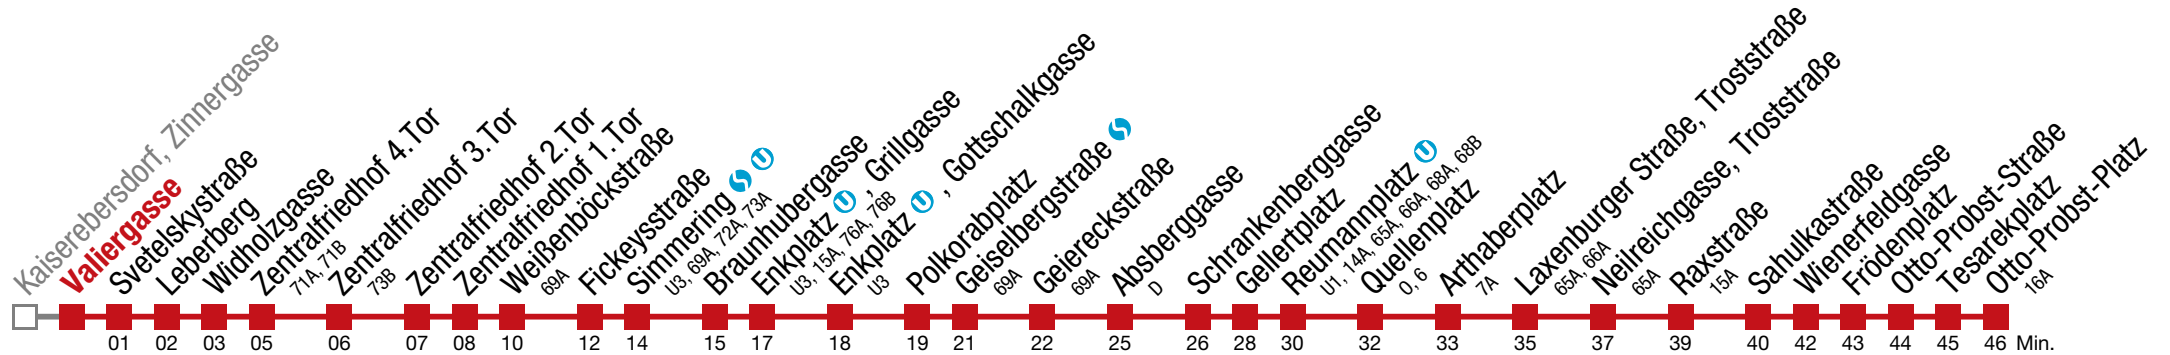 Kaiserebersdorf, Zinnergasse
Valiergasse
Svetelskystraße
Leberberg
Widholzgasse
Zentralfriedhof 4.Tor
71A, 71B
Zentralfriedhof 3.Tor
73B
Zentralfriedhof 2.Tor
Zentralfriedhof 1.Tor
Weißenböckstraße
69A
Fickeysstraße
Simmering S U
U3, 69A, 72A, 73A
Braunhubergasse
Enkplatz U , Grillgasse
U3, 15A, 76A, 76B
Enkplatz U , Gottschalkgasse
U3
Polkorabplatz
Geiselbergstraße S
69A
Geiereckstraße
69A
Absberggasse
D
Schrankenberggasse
Gellertplatz
Reumannplatz U
U1, 14A, 65A, 66A, 68A, 68B
Quellenplatz
O, 6
Arthaberplatz
7A
Laxenburger Straße, Troststraße
65A, 66A
Neilreichgasse, Troststraße
65A
Raxstraße
15A
Sahulkastraße
Wienerfeldgasse
Frödenplatz
Otto-Probst-Straße
Tesarekplatz
Otto-Probst-Platz
16A
01 02 03 05 06 07 08 10 12 14 15 17 18 19 21 22 25 26 28 30 32 33 35 37 39 40 42 43 44 45 46 Min.